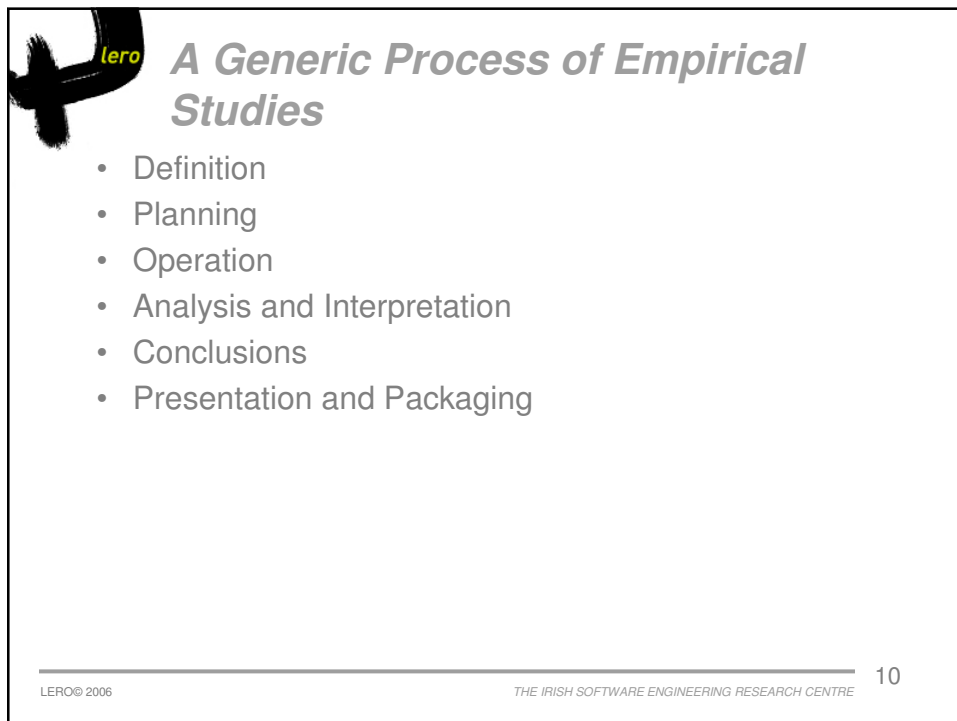 lero
A Generic Process of Empirical
Studies
• Definition
• Planning
• Operation
• Analysis and Interpretation
• Conclusions
• Presentation and Packaging
LERO© 2006
THE IRISH SOFTWARE ENGINEERING RESEARCH CENTRE
10